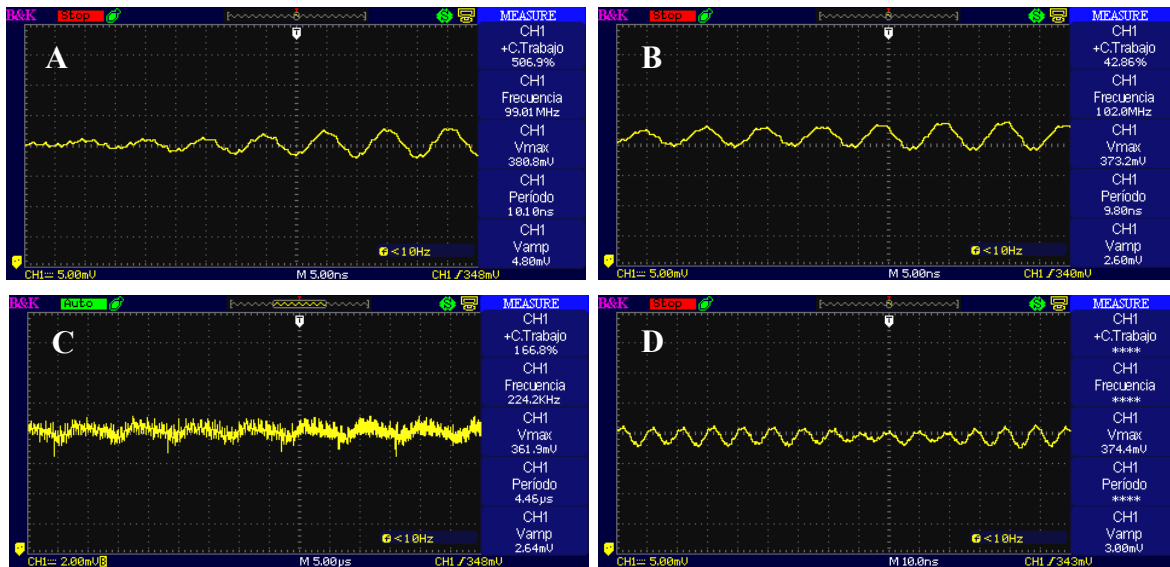 B&K Stop MEASURE
A
CH1
+C.Trabajo
506.9%
CH1
Frecuencia
99.01MHz
CH1
Vmax
380.8mV
CH1
Período
10.10ns
CH1
Vamp
4.80mV
f <10Hz
CH1 5.00mV M 5.00ns CH1 348mV
B&K Stop MEASURE
B
CH1
+C.Trabajo
42.86%
CH1
Frecuencia
102.0MHz
CH1
Vmax
373.2mV
CH1
Período
9.80ns
CH1
Vamp
2.60mV
f <10Hz
CH1 5.00mV M 5.00ns CH1 340mV
B&K Auto MEASURE
C
CH1
+C.Trabajo
166.8%
CH1
Frecuencia
224.2KHz
CH1
Vmax
361.9mV
CH1
Período
4.46µs
CH1
Vamp
2.64mV
f <10Hz
CH1 2.00mV B M 5.00µs CH1 348mV
B&K Stop MEASURE
D
CH1
+C.Trabajo
****
CH1
Frecuencia
****
CH1
Vmax
374.4mV
CH1
Período
****
CH1
Vamp
3.00mV
f <10Hz
CH1 5.00mV M 10.0ns CH1 343mV